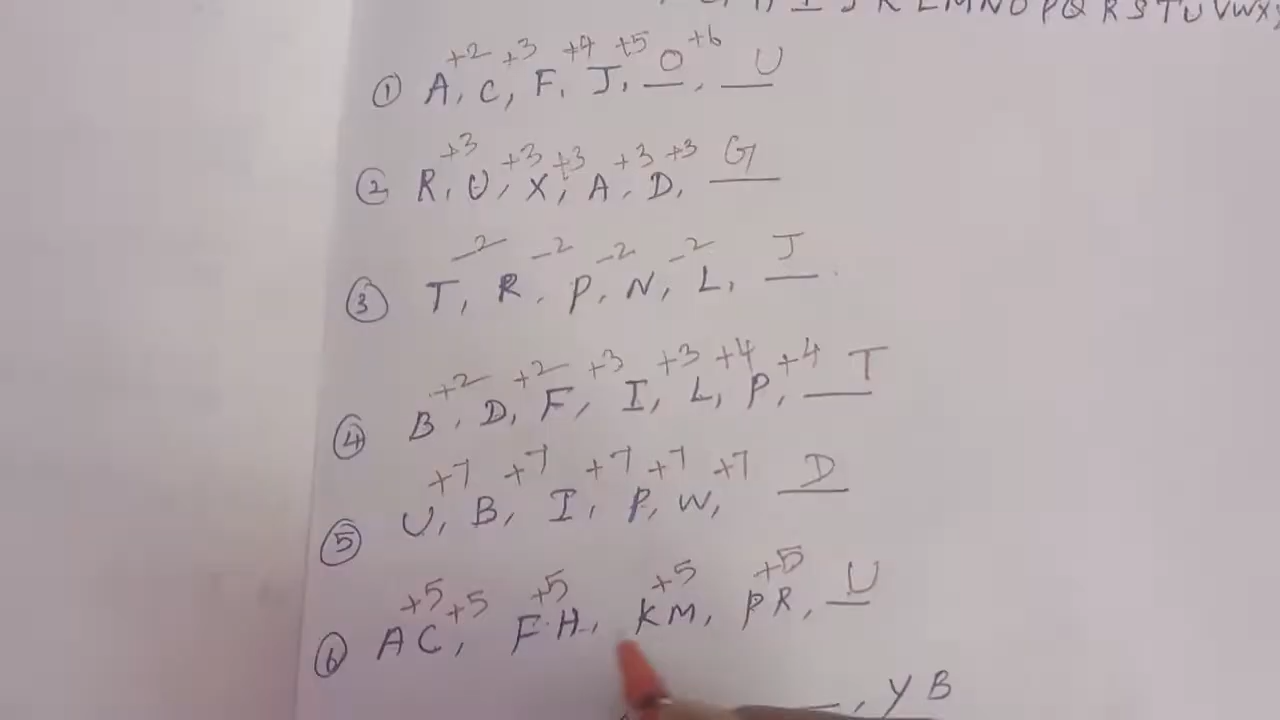 I J K L M N O P Q R S T U V W X
+2 +3 +4 +5 +6
① A, C, F, J, O, U
+3 +3 +3 +3 +3
② R, U, X, A, D, G
-2 -2 -2 -2
③ T, R, P, N, L, J
+2 +2 +3 +3 +4 +4
④ B, D, F, I, L, P, T
+7 +7 +7 +7 +7
⑤ U, B, I, P, W, D
+5 +5 +5 +5 +5
⑥ AC, FH, KM, PR, U
, YB